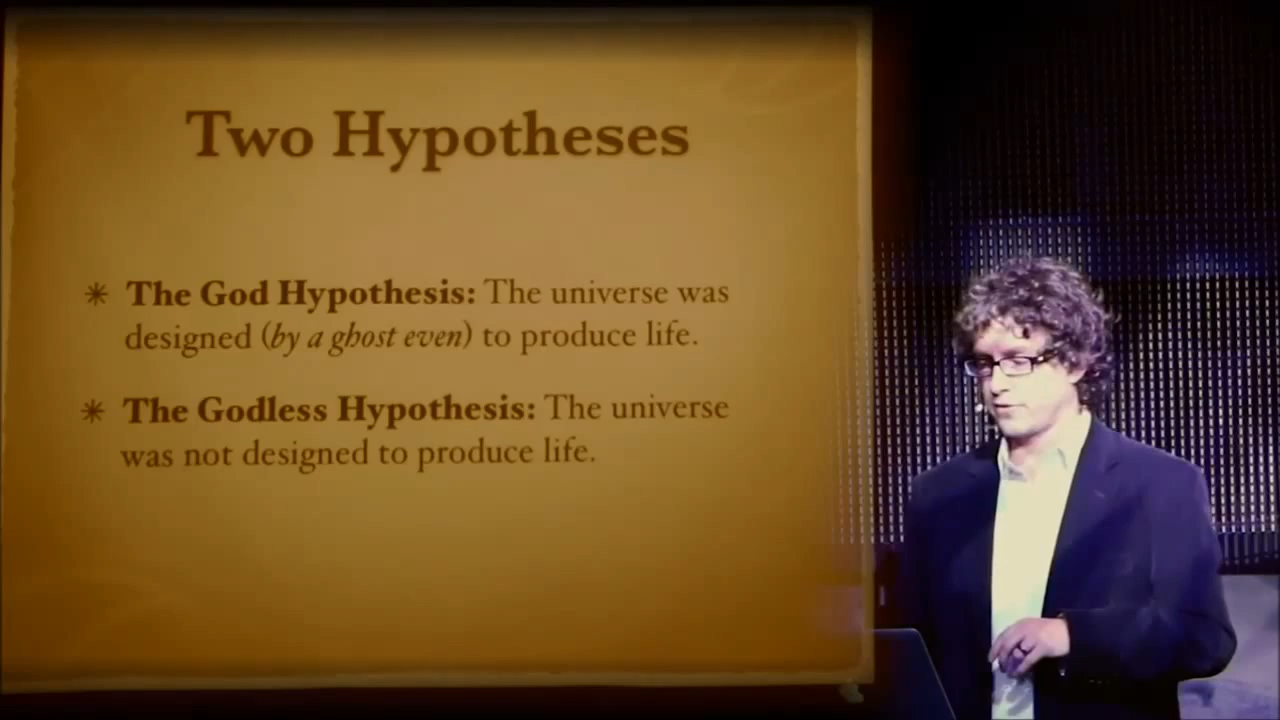 Two Hypotheses
✴ The God Hypothesis: The universe was
designed (by a ghost even) to produce life.
✴ The Godless Hypothesis: The universe
was not designed to produce life.